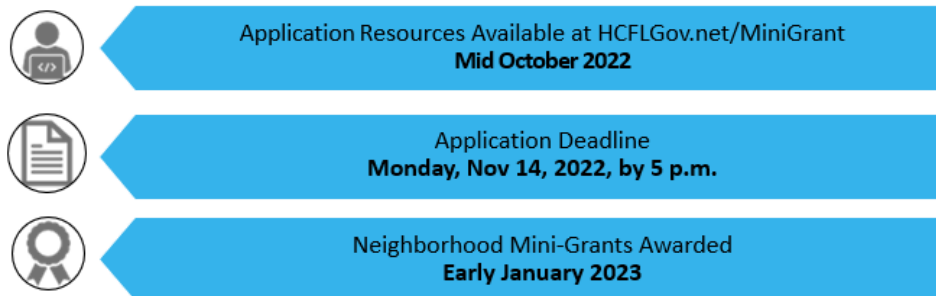 </>
Application Resources Available at HCFLGov.net/MiniGrant
Mid October 2022
Application Deadline
Monday, Nov 14, 2022, by 5 p.m.
Neighborhood Mini-Grants Awarded
Early January 2023